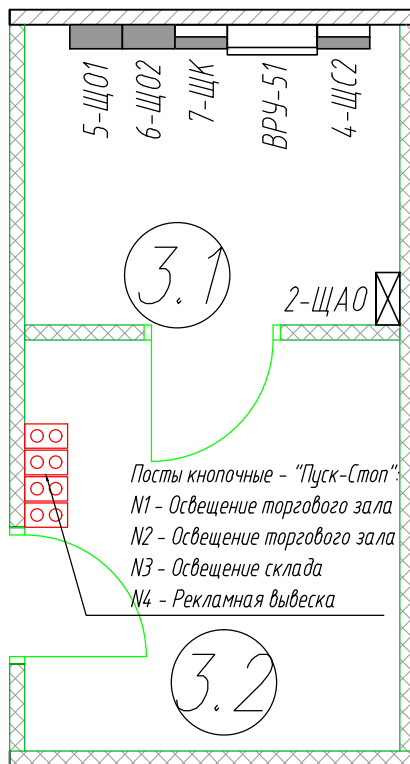 5-ЩО1
6-ЩО2
7-ЩК
ВРУ-51
4-ЩС2
3.1
2-ЩАО
Посты кнопочные - "Пуск-Стоп":
N1 - Освещение торгового зала
N2 - Освещение торгового зала
N3 - Освещение склада
N4 - Рекламная вывеска
3.2